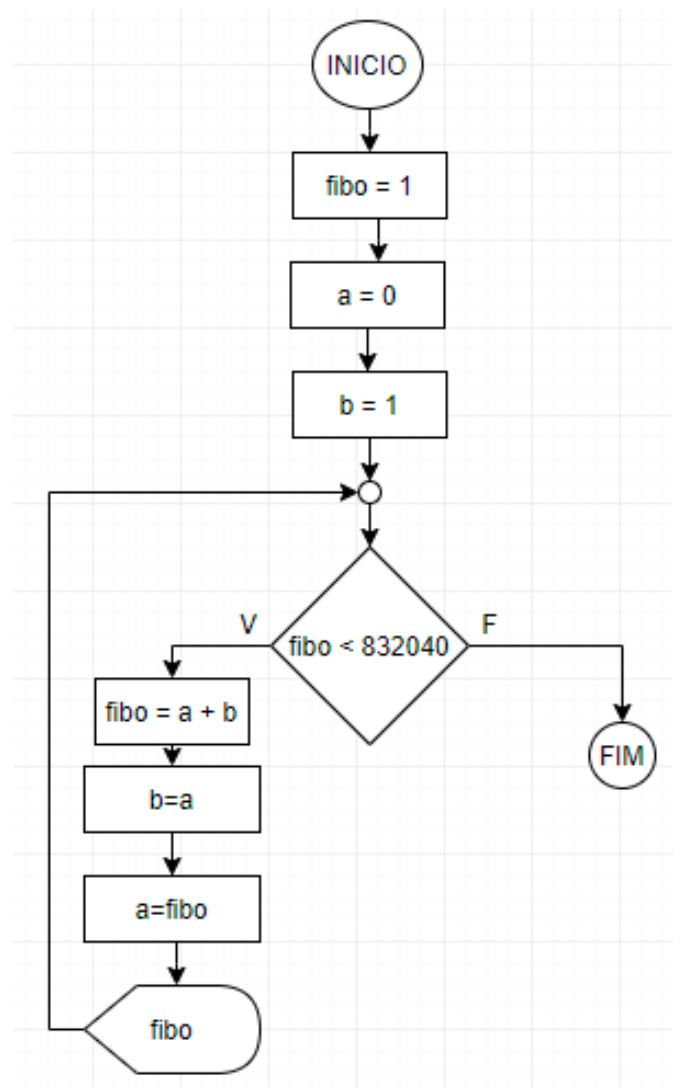 INICIO
fibo = 1
a = 0
b = 1
fibo < 832040
V
F
fibo = a + b
FIM
b=a
a=fibo
fibo